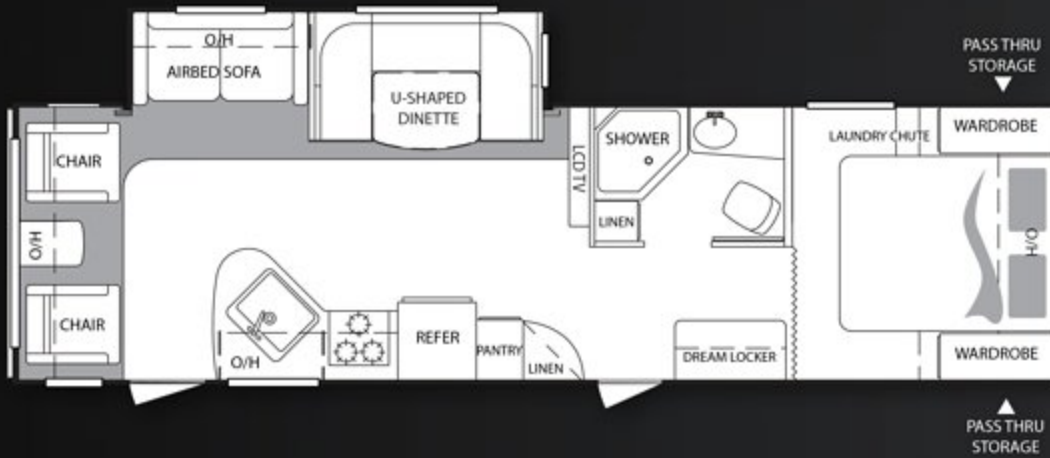 O/H
AIRBED SOFA
U-SHAPED
DINETTE
PASS THRU
STORAGE
CHAIR
O/H
CHAIR
LCD TV
SHOWER
LINEN
LAUNDRY CHUTE
WARDROBE
O/H
WARDROBE
O/H
REFER
PANTRY
LINEN
DREAM LOCKER
PASS THRU
STORAGE